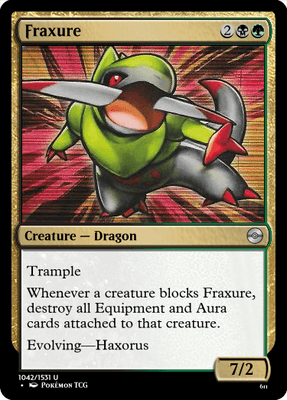 Fraxure 2
Creature — Dragon
Trample
Whenever a creature blocks Fraxure,
destroy all Equipment and Aura
cards attached to that creature.
Evolving—Haxorus
7/2
1042/1531 U
• Pokémon TCG